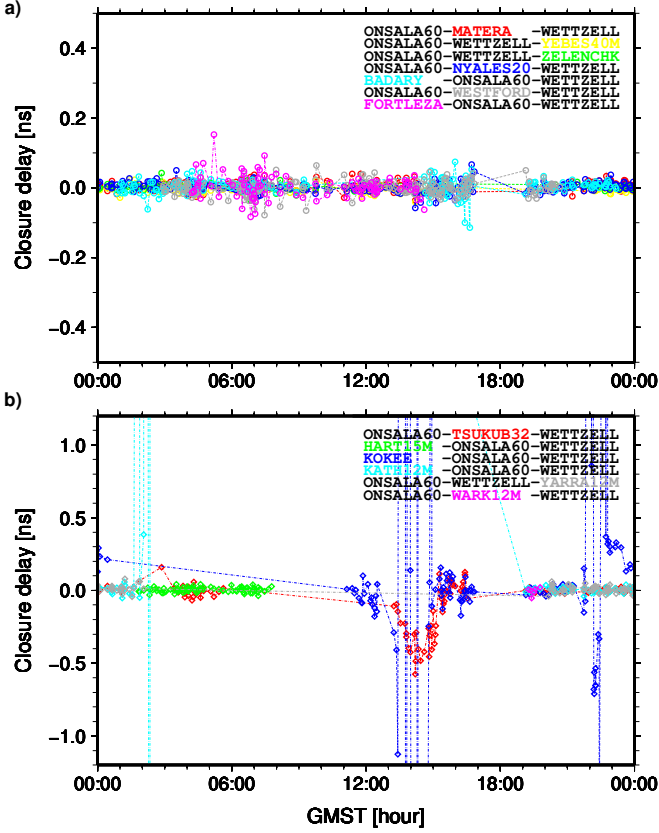 a)
0.4
0.2
0.0
-0.2
-0.4
Closure delay [ns]
ONSALA60-MATERA -WETTZELL
ONSALA60-WETTZELL-YEBES40M
ONSALA60-WETTZELL-ZELENCHK
ONSALA60-NYALES20-WETTZELL
BADARY -ONSALA60-WETTZELL
ONSALA60-WESTFORD-WETTZELL
FORTLEZA-ONSALA60-WETTZELL
00:00 06:00 12:00 18:00 00:00
b)
1.0
0.5
0.0
-0.5
-1.0
Closure delay [ns]
ONSALA60-TSUKUB32-WETTZELL
HART15M -ONSALA60-WETTZELL
KOKEE -ONSALA60-WETTZELL
KATH12M -ONSALA60-WETTZELL
ONSALA60-WETTZELL-YARRA12M
ONSALA60-WARK12M -WETTZELL
00:00 06:00 12:00 18:00 00:00
GMST [hour]